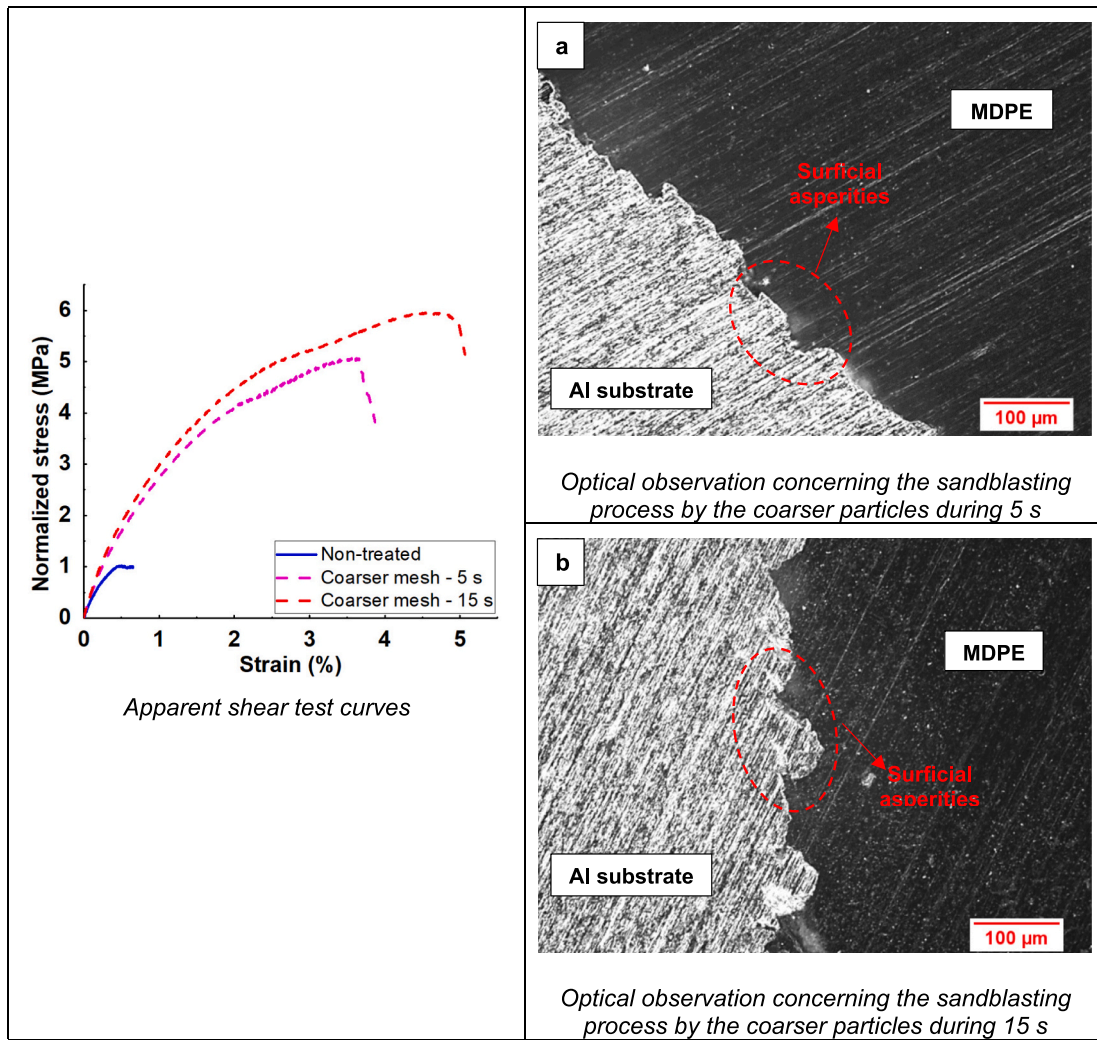 Normalized stress (MPa)
6
5
4
3
2
1
0
0 1 2 3 4 5
Strain (%)
Non-treated
Coarser mesh - 5 s
Coarser mesh - 15 s
Apparent shear test curves
a
MDPE
Surficial
asperities
Al substrate
100 µm
Optical observation concerning the sandblasting
process by the coarser particles during 5 s
b
MDPE
Surficial
asperities
Al substrate
100 µm
Optical observation concerning the sandblasting
process by the coarser particles during 15 s